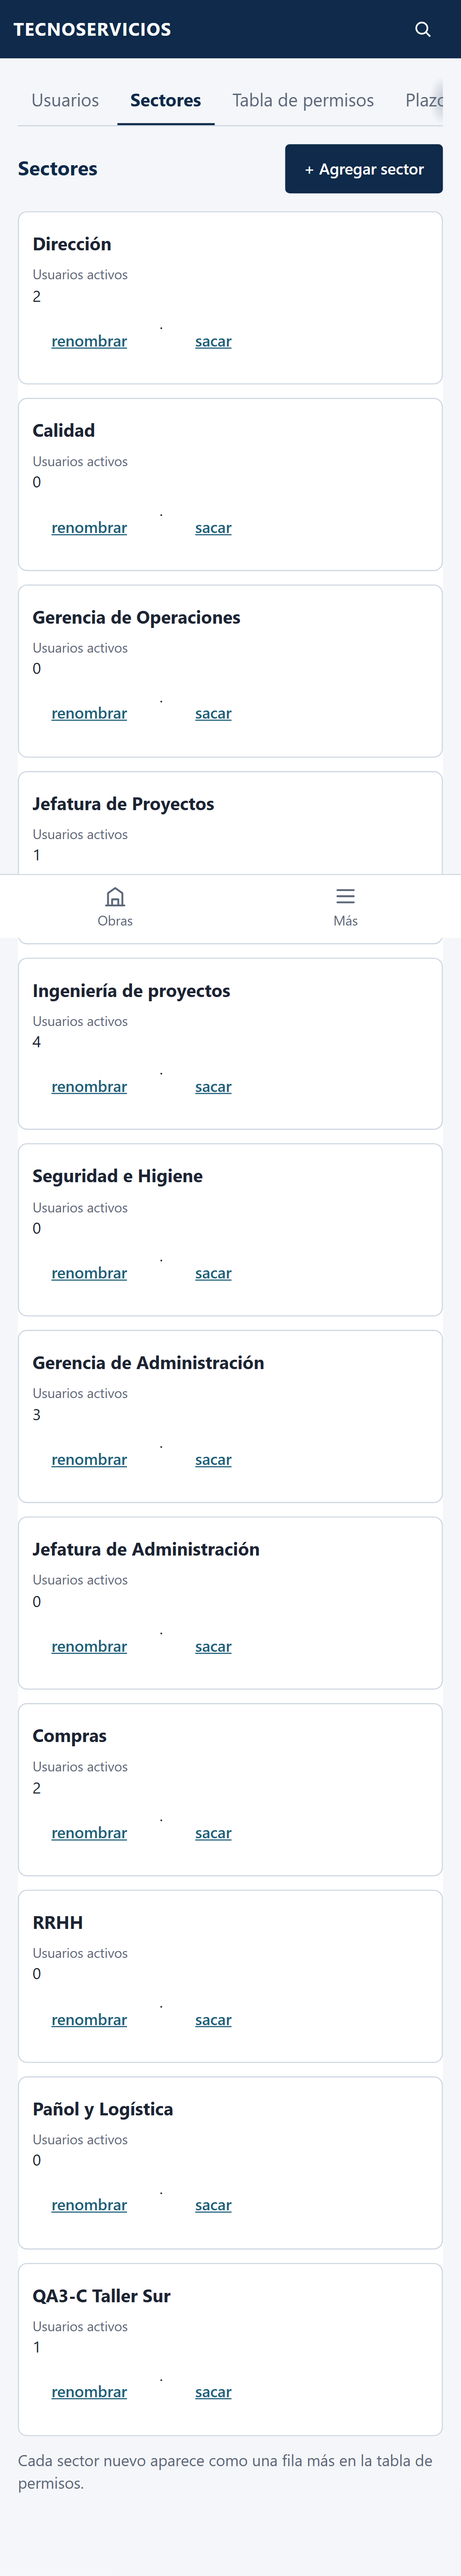 TECNOSERVICIOS
Usuarios Sectores Tabla de permisos Plazo
Sectores
+ Agregar sector
Dirección
Usuarios activos
2
renombrar · sacar
Calidad
Usuarios activos
0
renombrar · sacar
Gerencia de Operaciones
Usuarios activos
0
renombrar · sacar
Jefatura de Proyectos
Usuarios activos
1
Obras Más
Ingeniería de proyectos
Usuarios activos
4
renombrar · sacar
Seguridad e Higiene
Usuarios activos
0
renombrar · sacar
Gerencia de Administración
Usuarios activos
3
renombrar · sacar
Jefatura de Administración
Usuarios activos
0
renombrar · sacar
Compras
Usuarios activos
2
renombrar · sacar
RRHH
Usuarios activos
0
renombrar · sacar
Pañol y Logística
Usuarios activos
0
renombrar · sacar
QA3-C Taller Sur
Usuarios activos
1
renombrar · sacar
Cada sector nuevo aparece como una fila más en la tabla de
permisos.